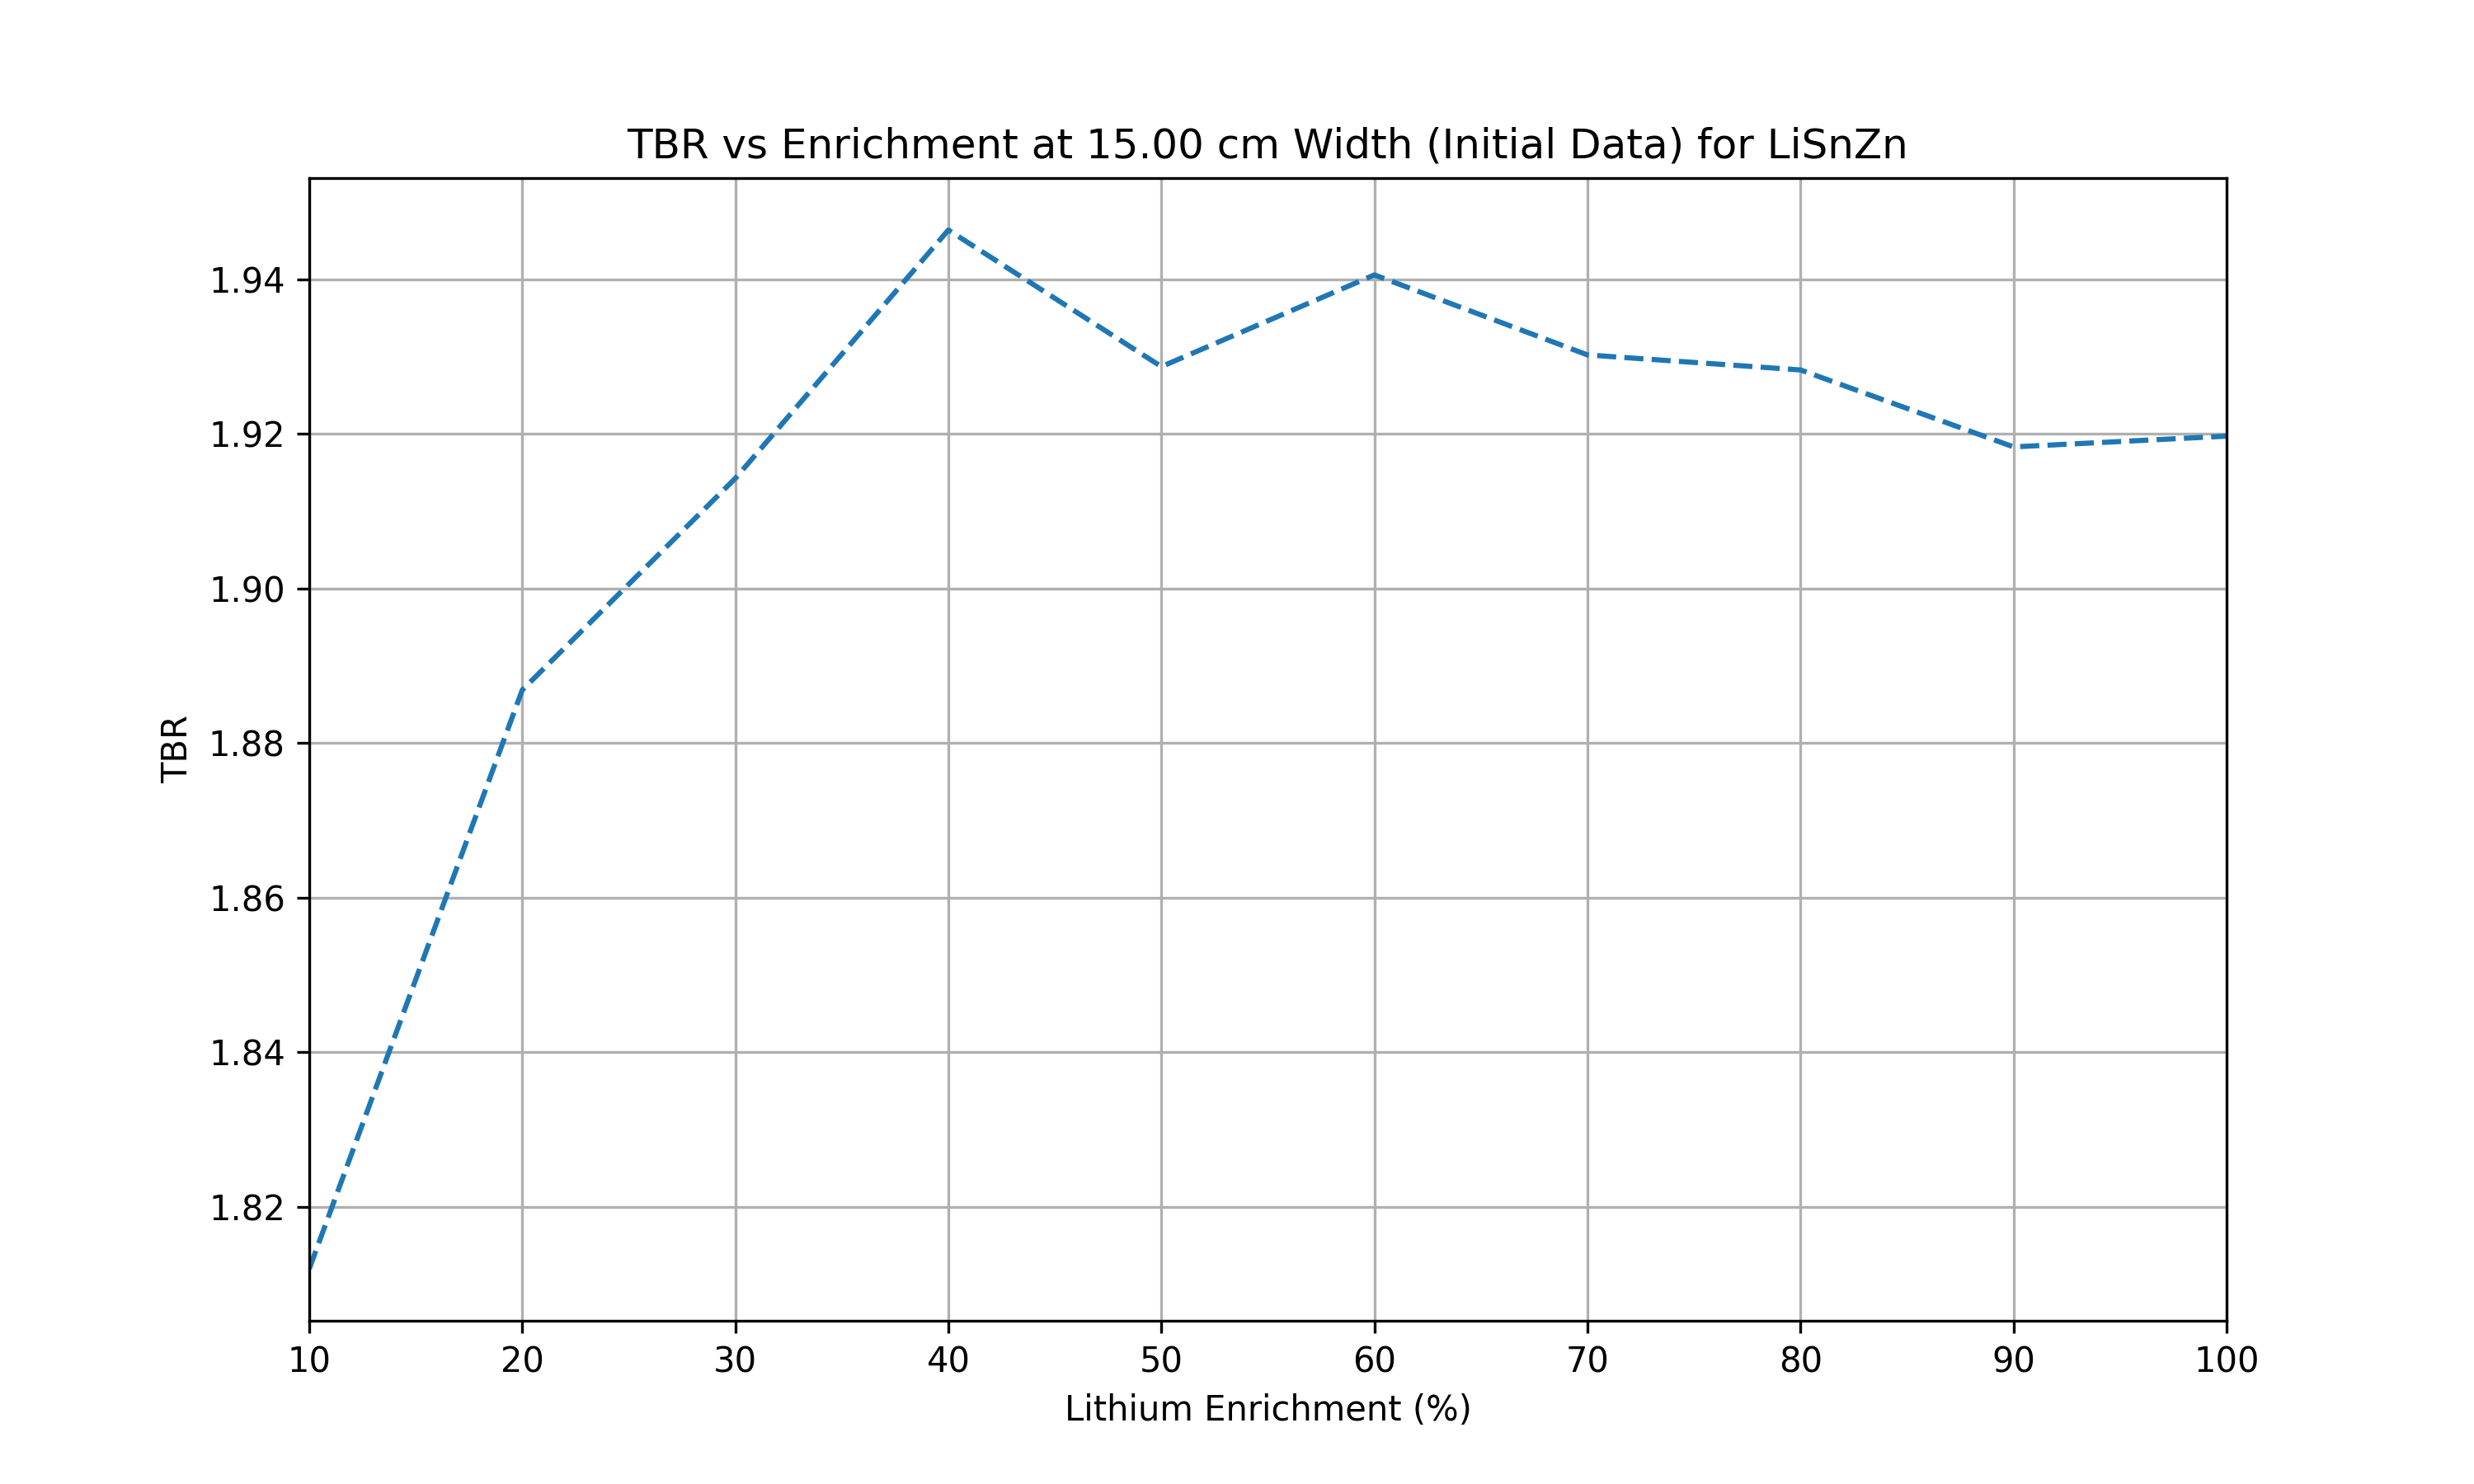 TBR vs Enrichment at 15.00 cm Width (Initial Data) for LiSnZn
1.94
1.92
1.90
1.88
1.86
1.84
1.82
TBR
10 20 30 40 50 60 70 80 90 100
Lithium Enrichment (%)